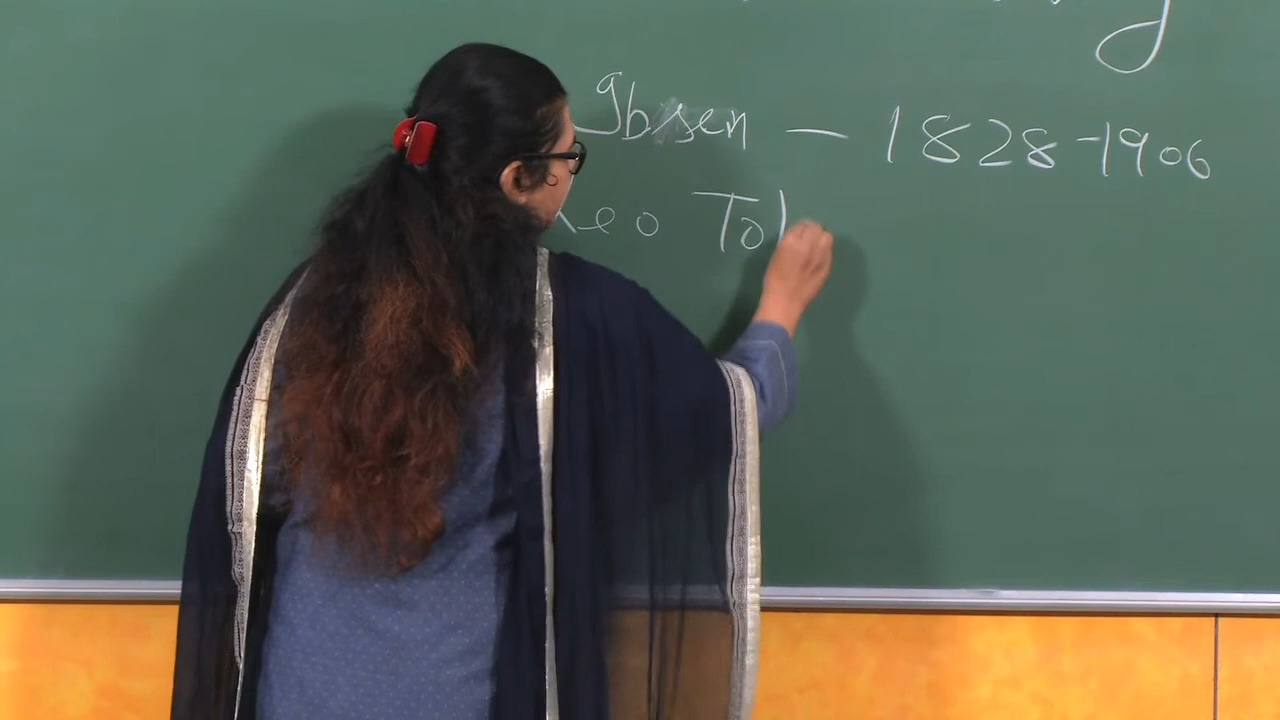 Ibsen — 1828-1906
Leo Tol